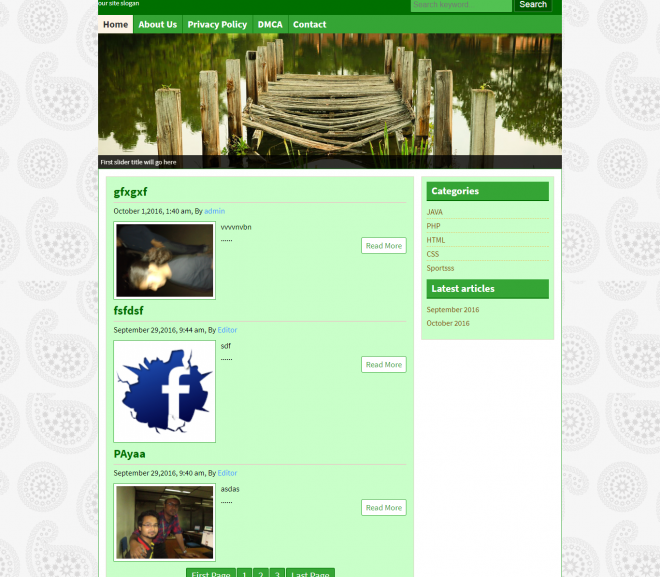 our site slogan
Search keyword
Search
Home
About Us
Privacy Policy
DMCA
Contact
First slider title will go here
gfxgxf
October 1,2016, 1:40 am, By admin
vvvvnvbn
......
Read More
fsfdsf
September 29,2016, 9:44 am, By Editor
sdf
......
Read More
f
PAyaa
September 29,2016, 9:40 am, By Editor
asdas
......
Read More
First Page 1 2 3 Last Page
Categories
JAVA
PHP
HTML
CSS
Sportsss
Latest articles
September 2016
October 2016